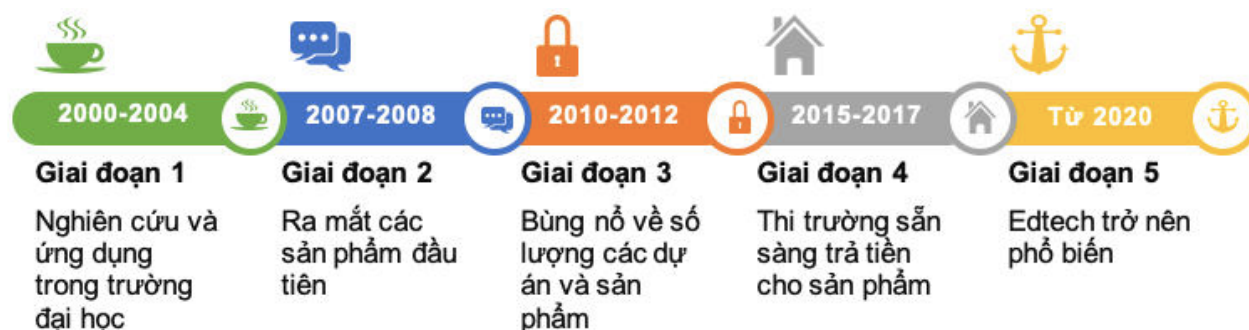 2000-2004
2007-2008
2010-2012
2015-2017
Từ 2020
Giai đoạn 1
Nghiên cứu và
ứng dụng
trong trường
đại học
Giai đoạn 2
Ra mắt các
sản phẩm đầu
tiên
Giai đoạn 3
Bùng nổ về số
lượng các dự
án và sản
phẩm
Giai đoạn 4
Thi trường sẵn
sàng trả tiền
cho sản phẩm
Giai đoạn 5
Edtech trở nên
phổ biến